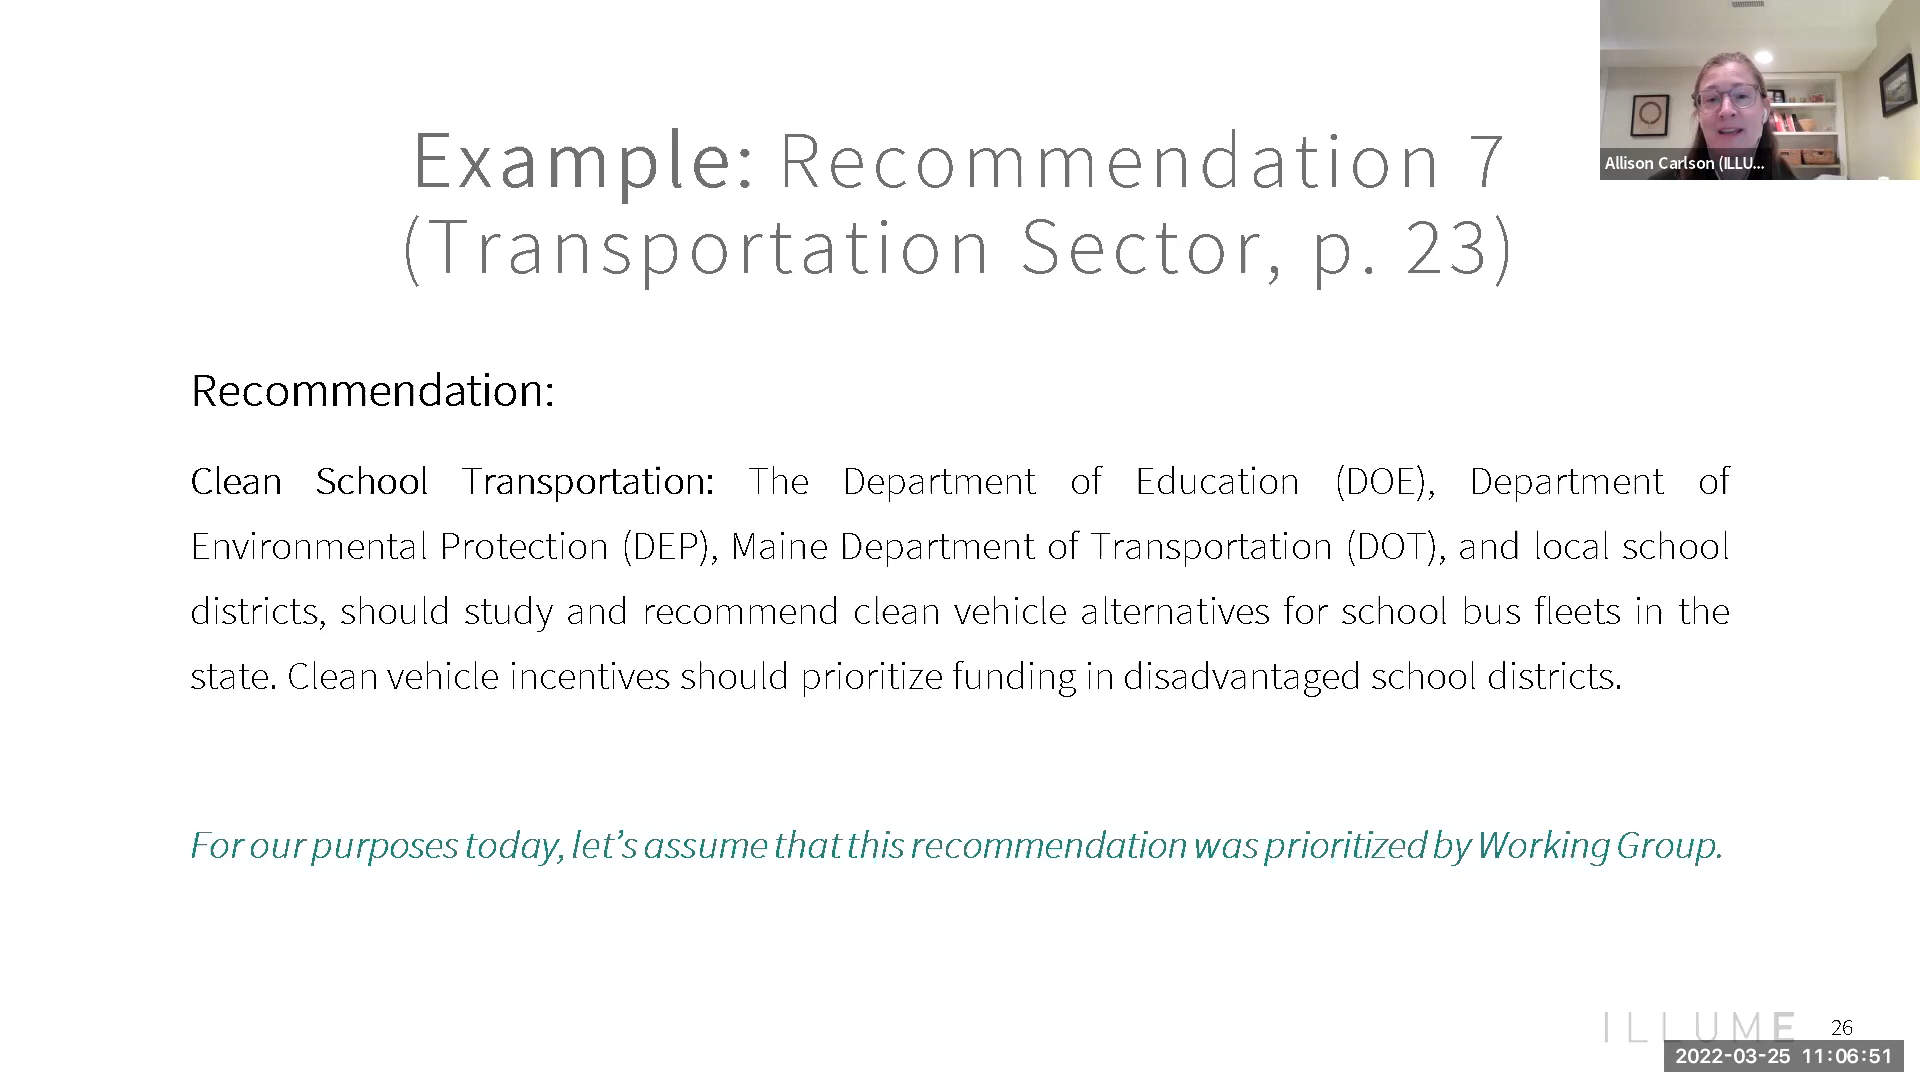 Example: Recommendation 7
(Transportation Sector, p. 23)
Allison Carlson (ILLU...
Recommendation:
Clean School Transportation: The Department of Education (DOE), Department of
Environmental Protection (DEP), Maine Department of Transportation (DOT), and local school
districts, should study and recommend clean vehicle alternatives for school bus fleets in the
state. Clean vehicle incentives should prioritize funding in disadvantaged school districts.
For our purposes today, let’s assume that this recommendation was prioritized by Working Group.
ILLUME
26
2022-03-25 11:06:51